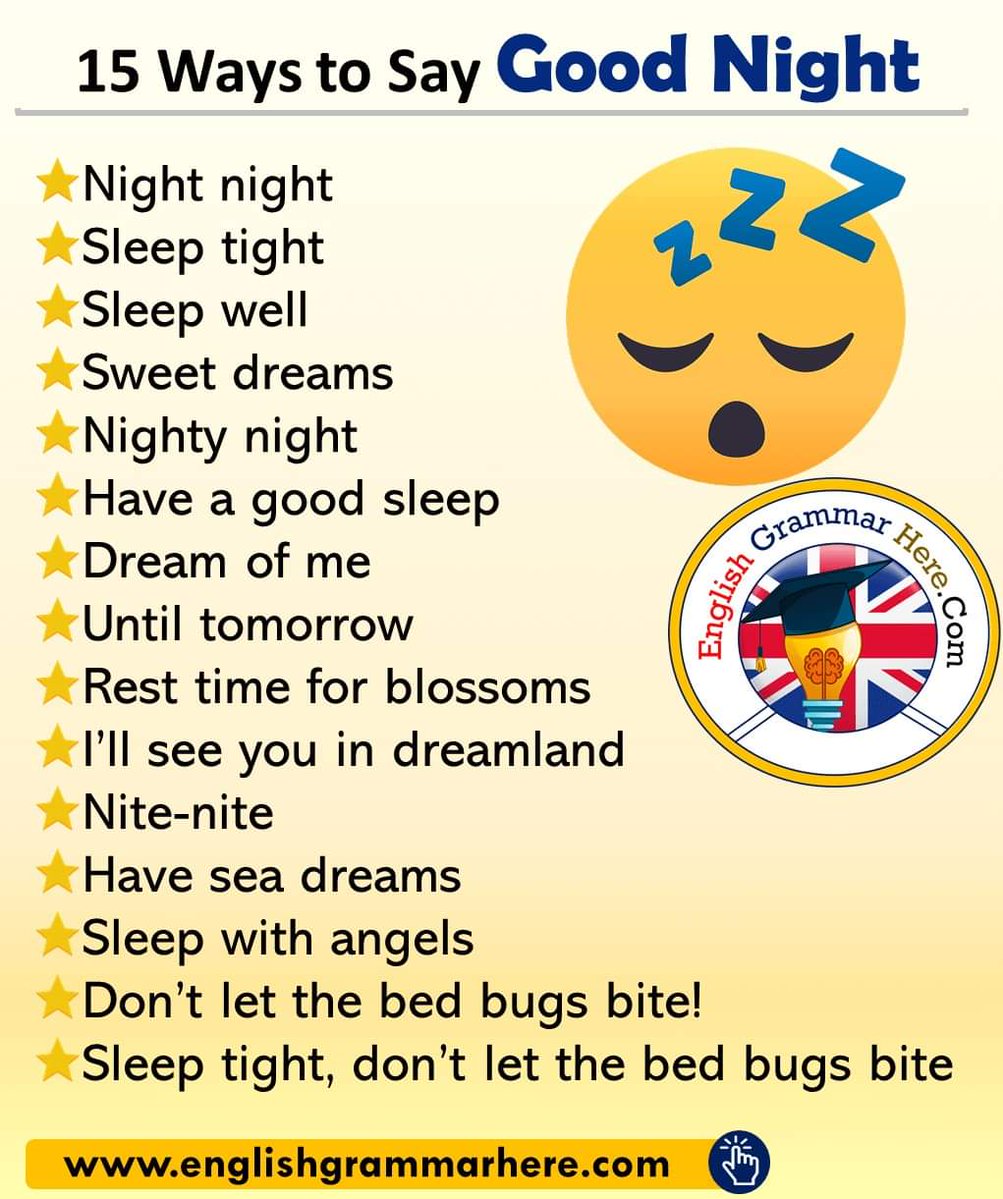 15 Ways to Say Good Night
Night night
Sleep tight
Sleep well
Sweet dreams
Nighty night
Have a good sleep
Dream of me
Until tomorrow
Rest time for blossoms
I’ll see you in dreamland
Nite-nite
Have sea dreams
Sleep with angels
Don’t let the bed bugs bite!
Sleep tight, don’t let the bed bugs bite
z z z
English Grammar Here.Com
www.englishgrammarhere.com